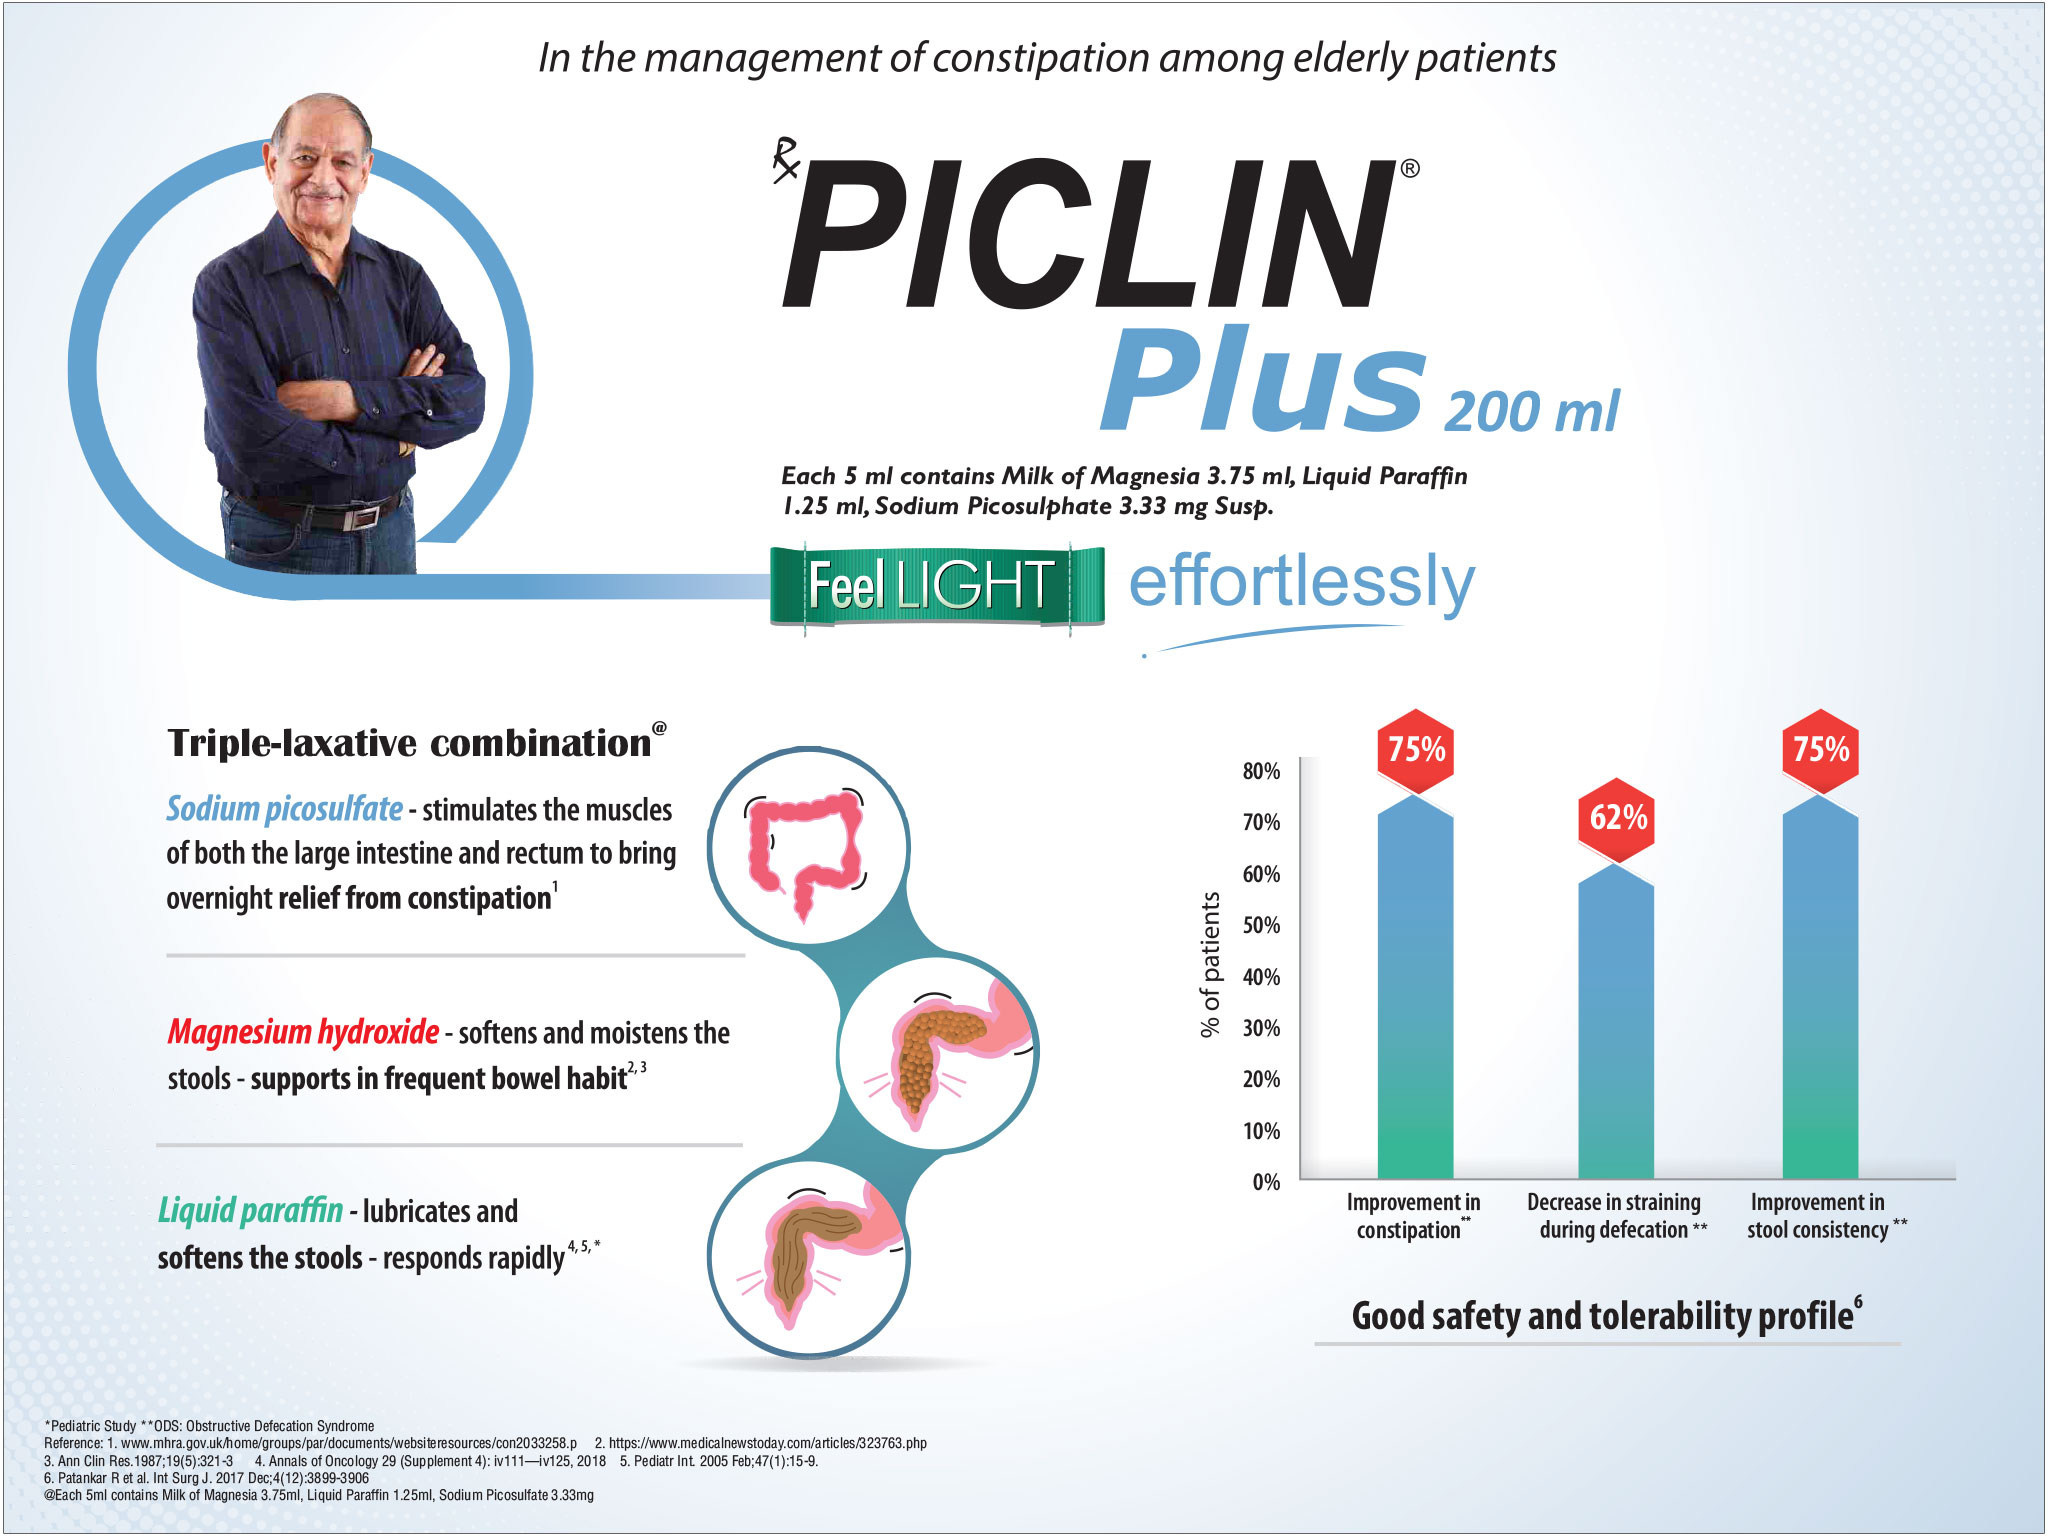 In the management of constipation among elderly patients
Rx PICLIN®
Plus 200 ml
Each 5 ml contains Milk of Magnesia 3.75 ml, Liquid Paraffin
1.25 ml, Sodium Picosulphate 3.33 mg Susp.
Feel LIGHT effortlessly
Triple-laxative combination@
Sodium picosulfate - stimulates the muscles
of both the large intestine and rectum to bring
overnight relief from constipation1
Magnesium hydroxide - softens and moistens the
stools - supports in frequent bowel habit2, 3
Liquid paraffin - lubricates and
softens the stools - responds rapidly4, 5, *
% of patients
80%
70%
60%
50%
40%
30%
20%
10%
0%
75%
62%
75%
Improvement in
constipation**
Decrease in straining
during defecation **
Improvement in
stool consistency **
Good safety and tolerability profile6
*Pediatric Study **ODS: Obstructive Defecation Syndrome
Reference: 1. www.mhra.gov.uk/home/groups/par/documents/websiteresources/con2033258.p 2. https://www.medicalnewstoday.com/articles/323763.php
3. Ann Clin Res.1987;19(5):321-3 4. Annals of Oncology 29 (Supplement 4): iv111—iv125, 2018 5. Pediatr Int. 2005 Feb;47(1):15-9.
6. Patankar R et al. Int Surg J. 2017 Dec;4(12):3899-3906
@Each 5ml contains Milk of Magnesia 3.75ml, Liquid Paraffin 1.25ml, Sodium Picosulfate 3.33mg